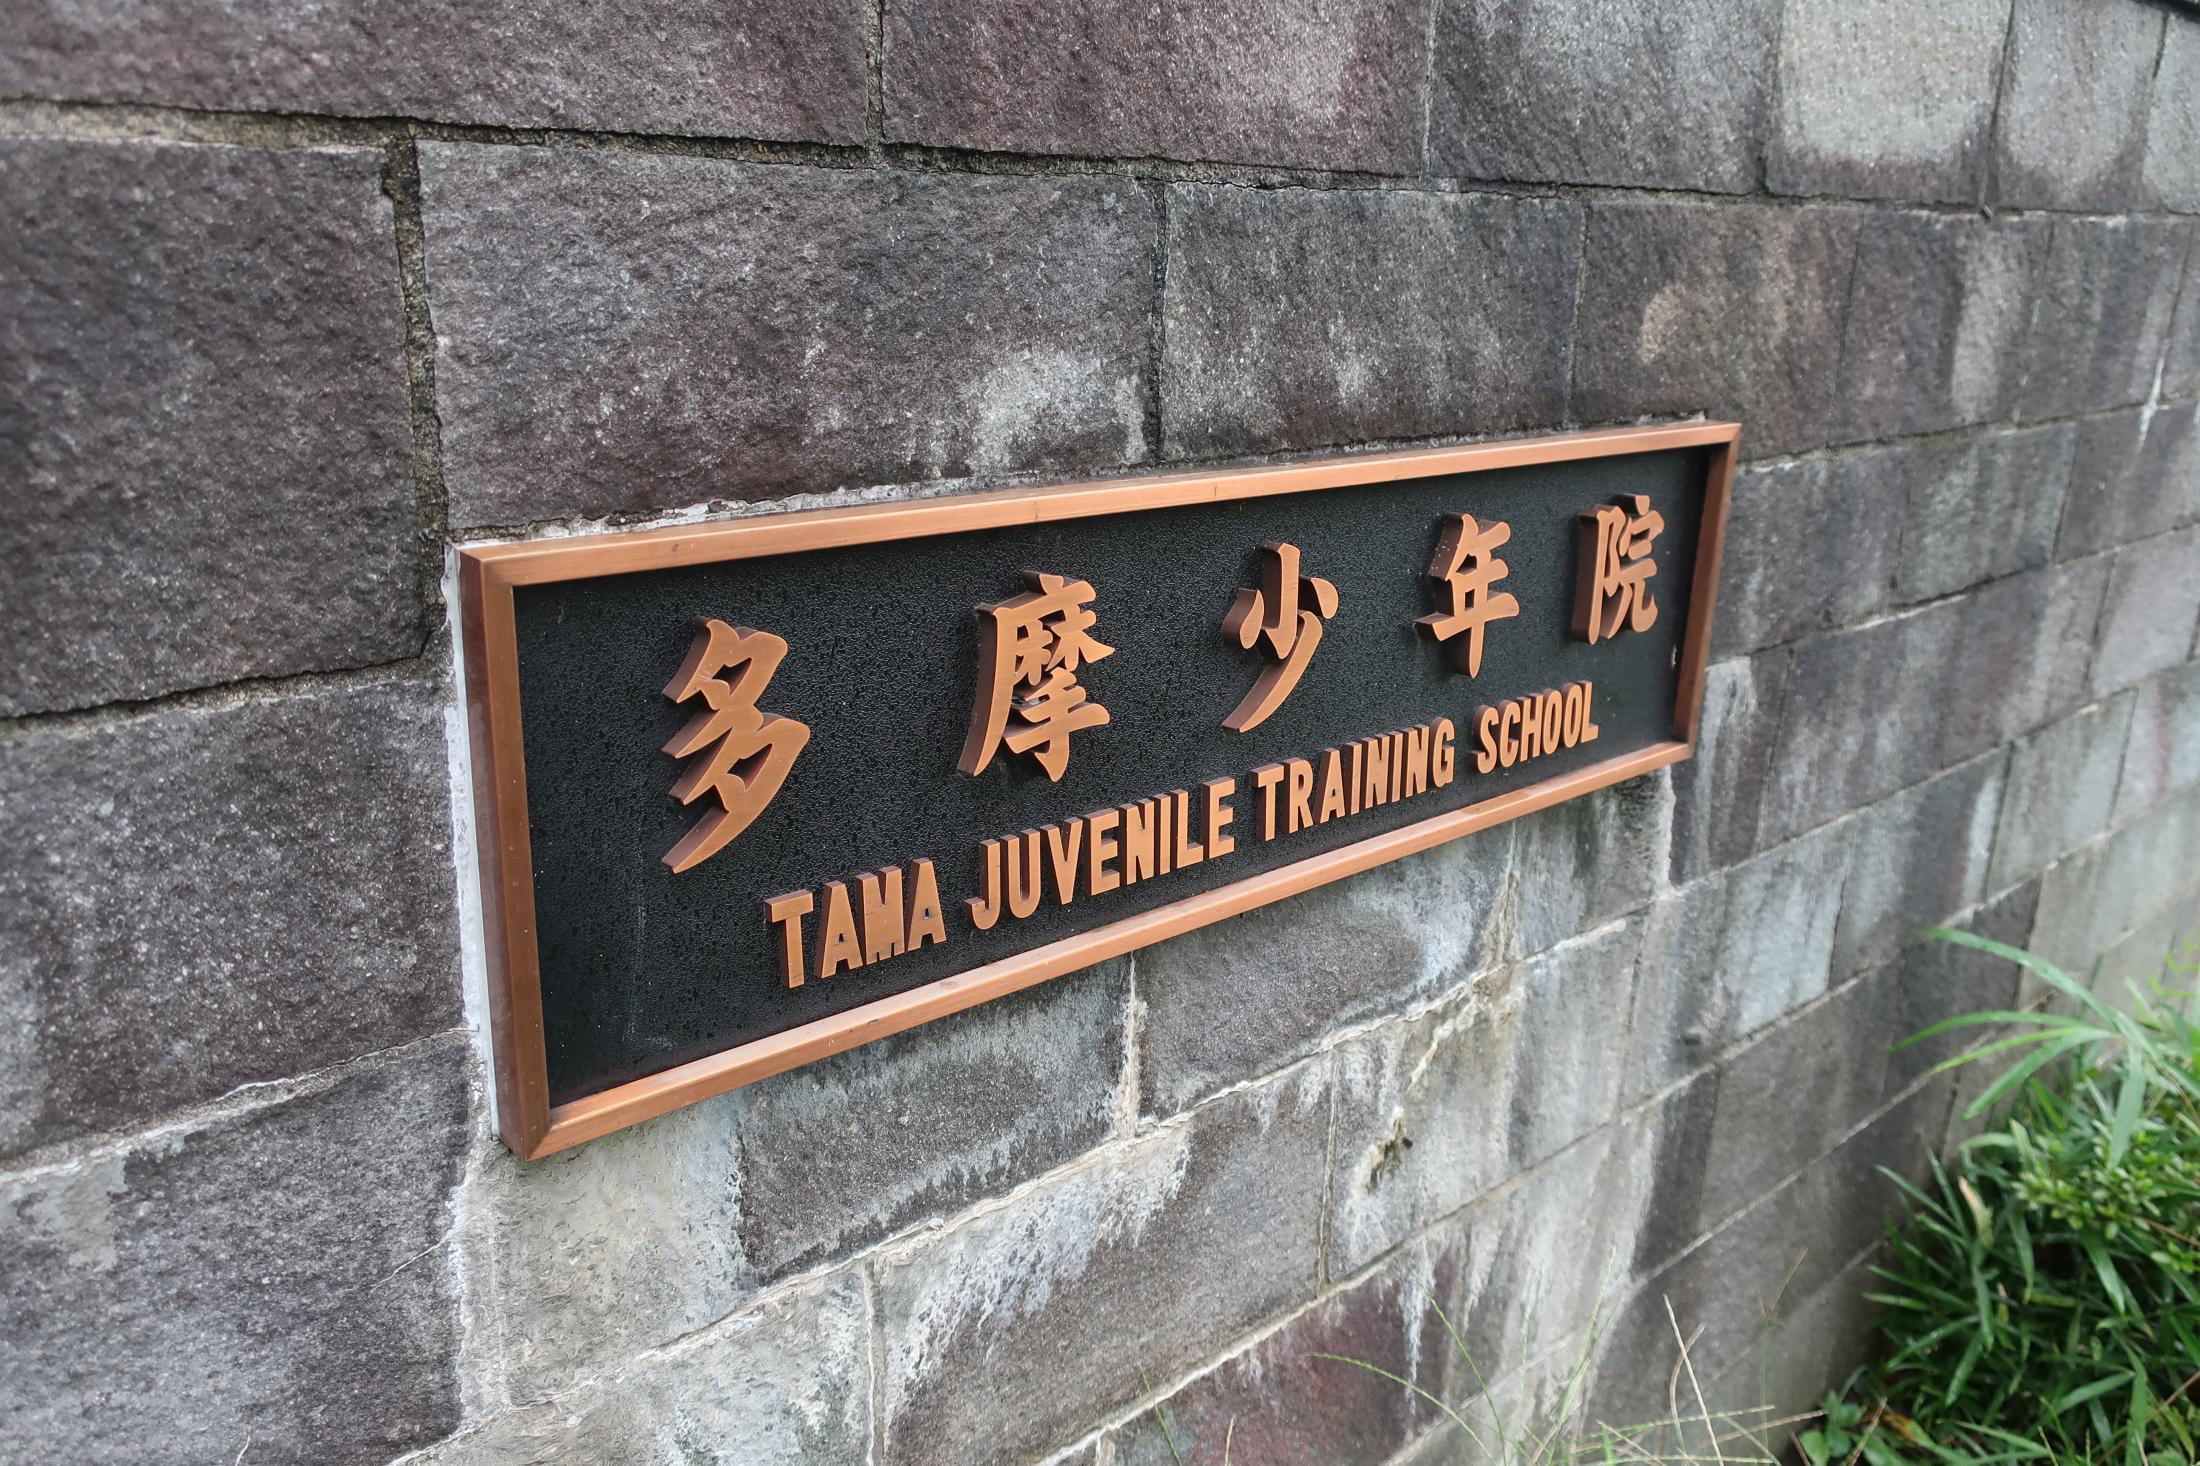 多摩少年院
TAMA JUVENILE TRAINING SCHOOL